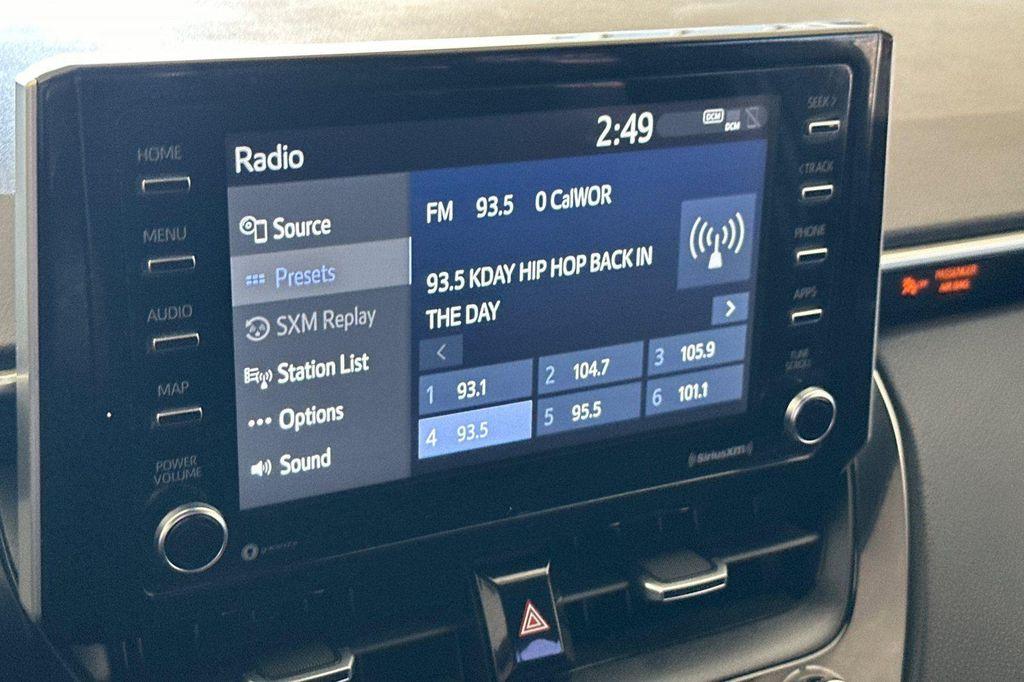 2:49
DCM
DCM
Radio
Source
Presets
SXM Replay
Station List
Options
Sound
FM 93.5 0 CalWOR
93.5 KDAY HIP HOP BACK IN
THE DAY
1 93.1
2 104.7
3 105.9
4 93.5
5 95.5
6 101.1
HOME
MENU
AUDIO
MAP
POWER
VOLUME
SEEK >
< TRACK
PHONE
APPS
TUNE
SCROLL
SiriusXM
PASSENGER
AIR BAG
OFF